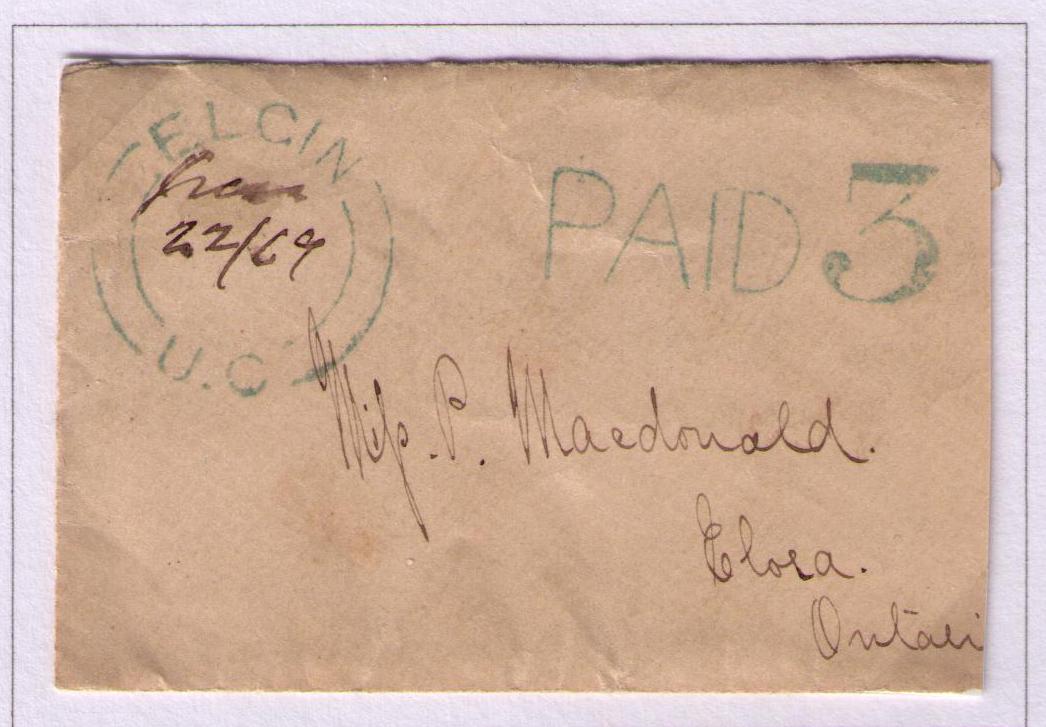 ELGIN
22/69
U.C
PAID 3
Miſs. P. Macdonald.
Elora.
Ontari